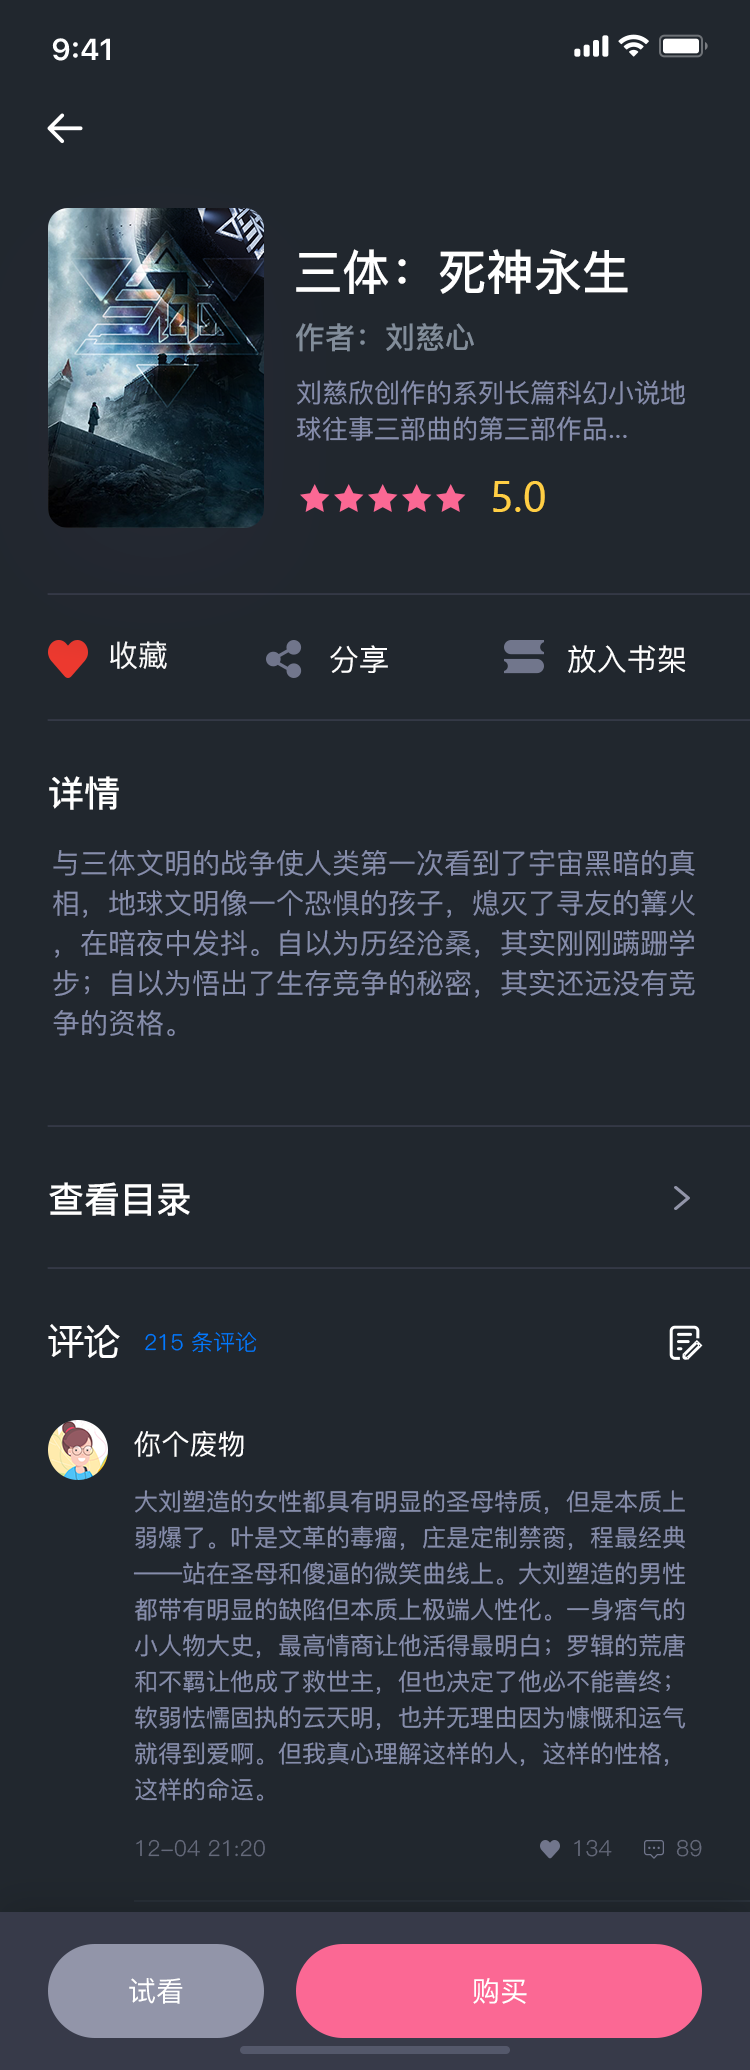 9:41
三体：死神永生
作者：刘慈心
刘慈欣创作的系列长篇科幻小说地
球往事三部曲的第三部作品...
5.0
收藏
分享
放入书架
详情
与三体文明的战争使人类第一次看到了宇宙黑暗的真
相，地球文明像一个恐惧的孩子，熄灭了寻友的篝火
，在暗夜中发抖。自以为历经沧桑，其实刚刚蹒跚学
步；自以为悟出了生存竞争的秘密，其实还远没有竞
争的资格。
查看目录
评论
215 条评论
你个废物
大刘塑造的女性都具有明显的圣母特质，但是本质上
弱爆了。叶是文革的毒瘤，庄是定制禁脔，程最经典
——站在圣母和傻逼的微笑曲线上。大刘塑造的男性
都带有明显的缺陷但本质上极端人性化。一身痞气的
小人物大史，最高情商让他活得最明白；罗辑的荒唐
和不羁让他成了救世主，但也决定了他必不能善终；
软弱怯懦固执的云天明，也并无理由因为慷慨和运气
就得到爱啊。但我真心理解这样的人，这样的性格，
这样的命运。
12-04 21:20
134
89
试看
购买